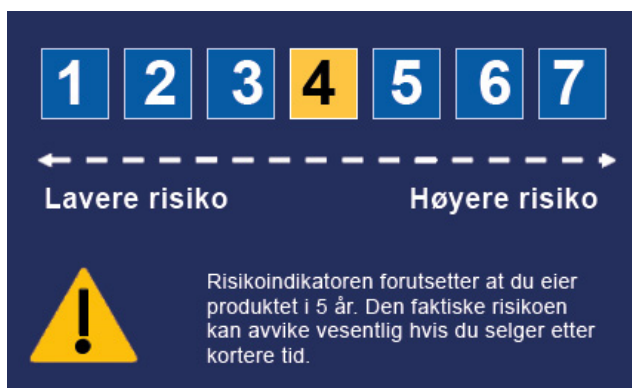 1 2 3 4 5 6 7
Lavere risiko Høyere risiko
Risikoindikatoren forutsetter at du eier
produktet i 5 år. Den faktiske risikoen
kan avvike vesentlig hvis du selger etter
kortere tid.